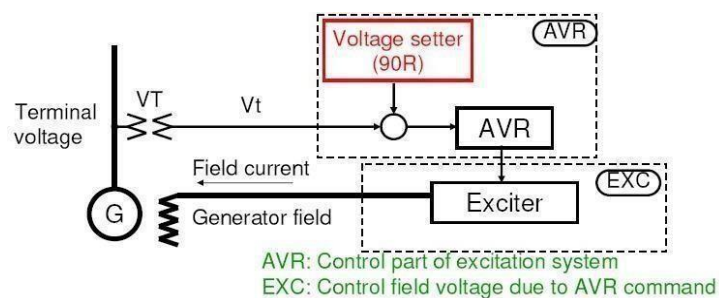 Voltage setter
(90R)
AVR
VT
Vt
Terminal
voltage
AVR
Field current
EXC
Exciter
G
Generator field
AVR: Control part of excitation system
EXC: Control field voltage due to AVR command